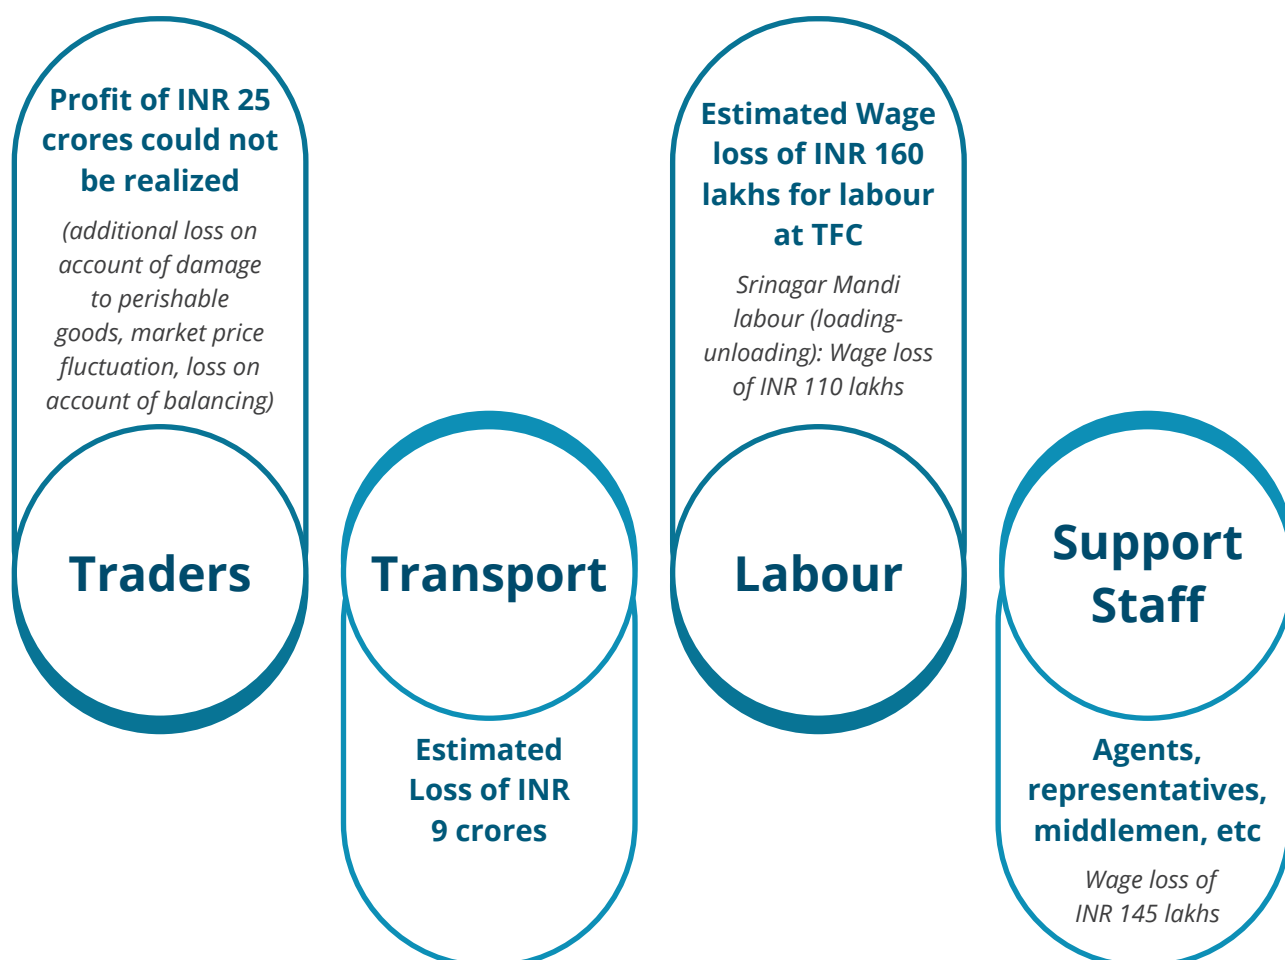 Profit of INR 25
crores could not
be realized
(additional loss on
account of damage
to perishable
goods, market price
fluctuation, loss on
account of balancing)
Traders
Transport
Estimated
Loss of INR
9 crores
Estimated Wage
loss of INR 160
lakhs for labour
at TFC
Srinagar Mandi
labour (loading-
unloading): Wage loss
of INR 110 lakhs
Labour
Support
Staff
Agents,
representatives,
middlemen, etc
Wage loss of
INR 145 lakhs